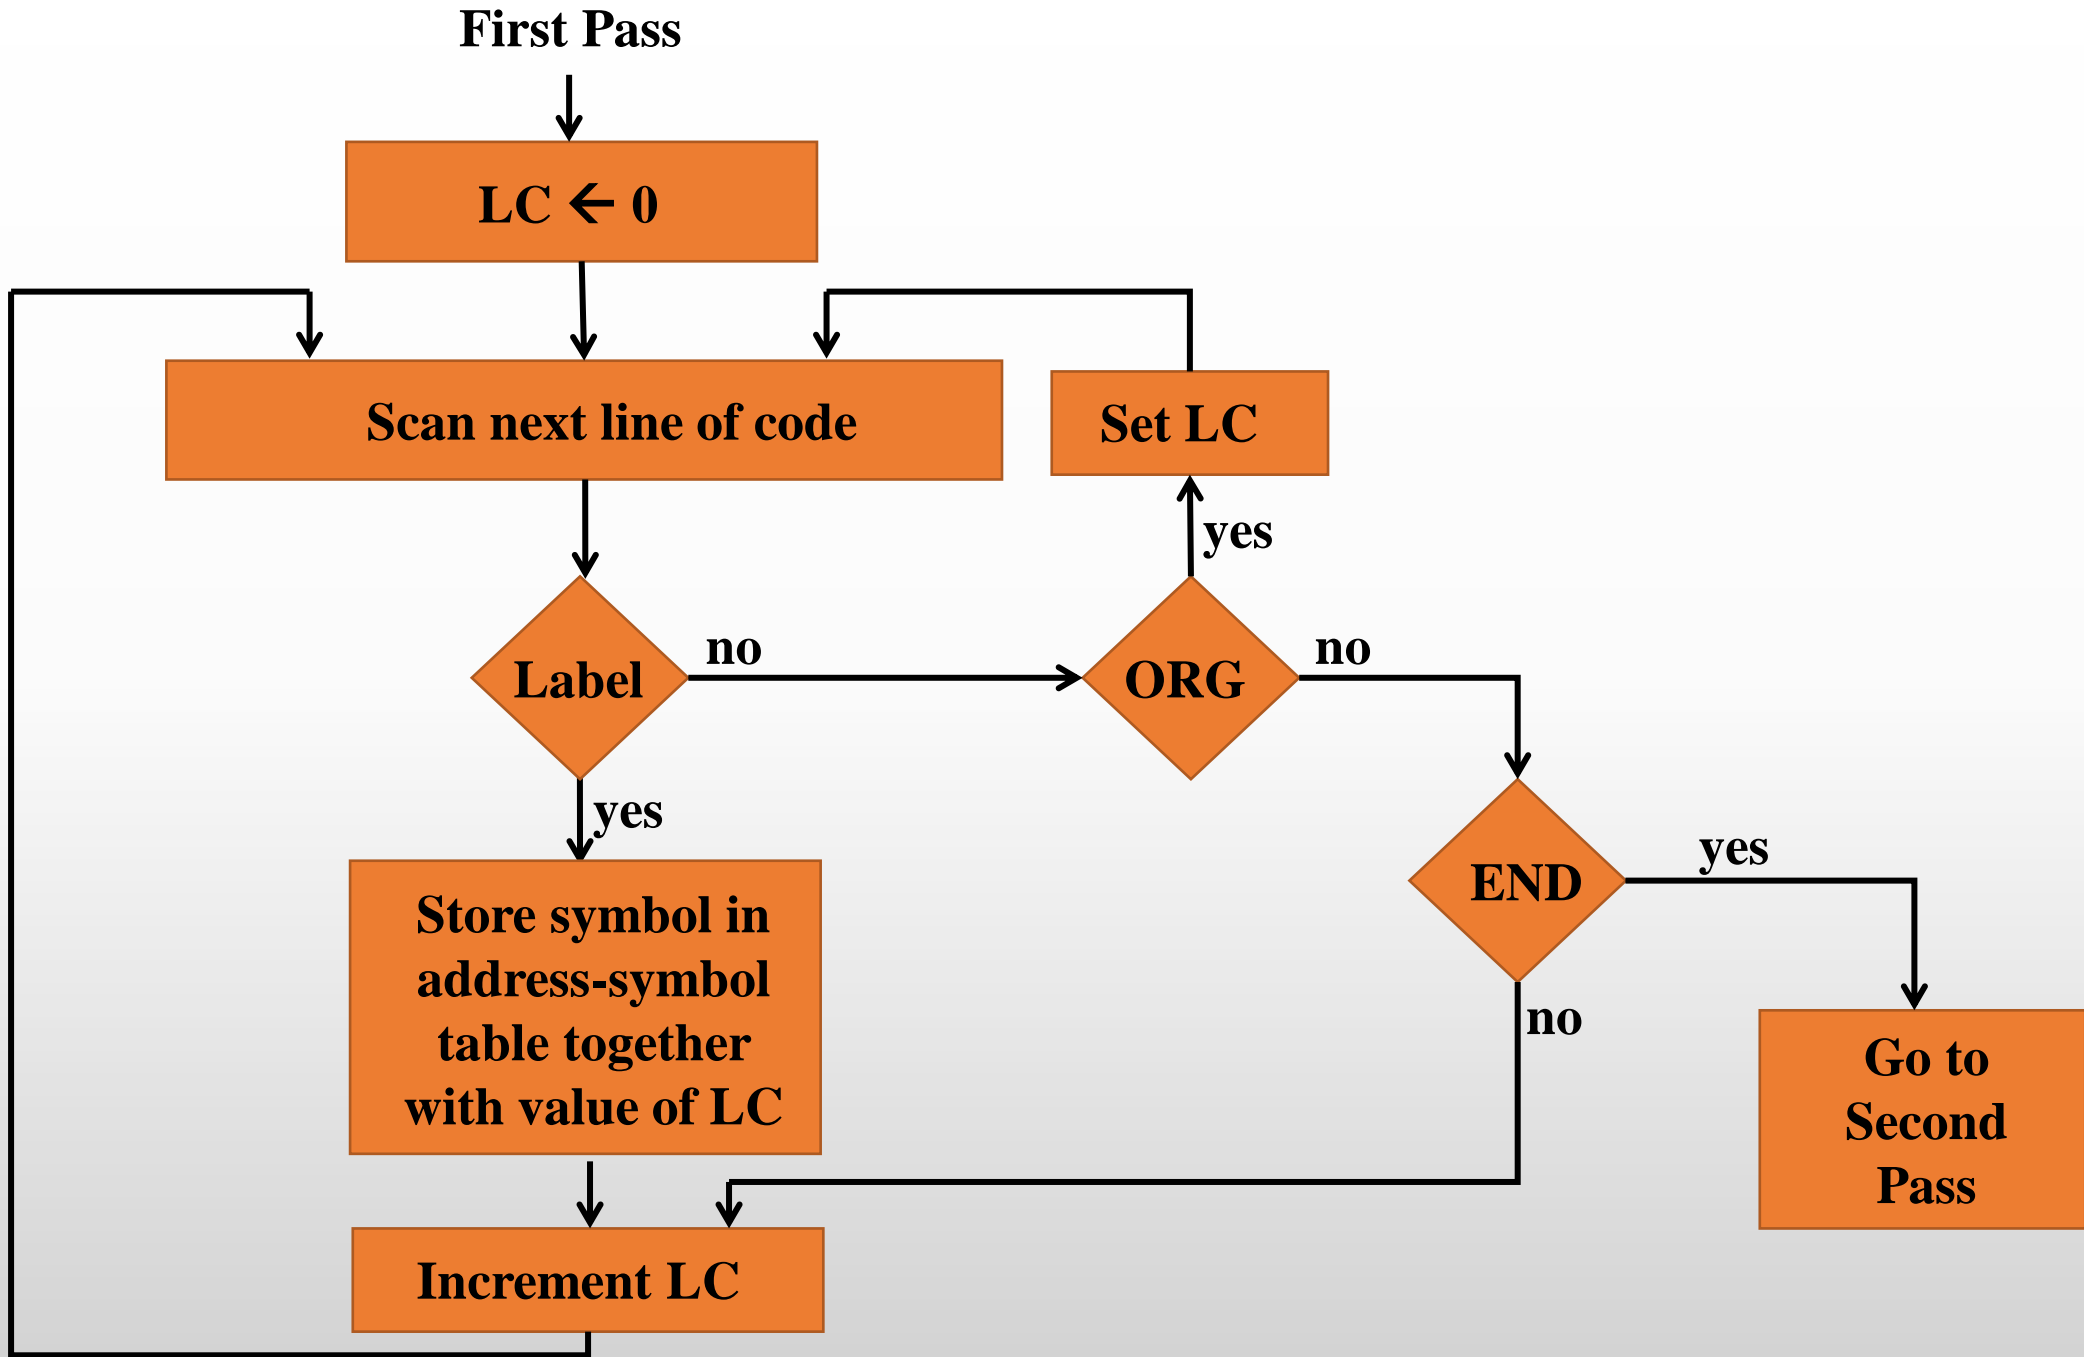 First Pass
LC ← 0
Scan next line of code
Set LC
yes
Label
no
ORG
no
yes
Store symbol in
address-symbol
table together
with value of LC
END
yes
no
Go to
Second
Pass
Increment LC